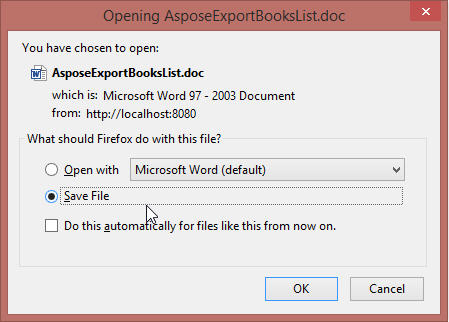 Opening AsposeExportBooksList.doc
You have chosen to open:
AsposeExportBooksList.doc
which is: Microsoft Word 97 - 2003 Document
from: http://localhost:8080
What should Firefox do with this file?
Open with Microsoft Word (default)
Save File
Do this automatically for files like this from now on.
OK Cancel